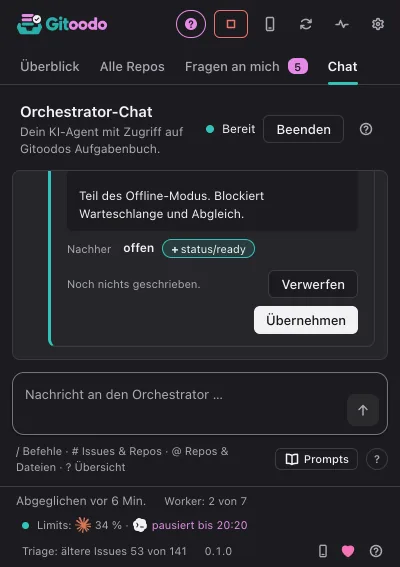 Gitoodo
Überblick Alle Repos Fragen an mich 5 Chat
Orchestrator-Chat
Dein KI-Agent mit Zugriff auf
Gitoodos Aufgabenbuch.
Bereit Beenden
Teil des Offline-Modus. Blockiert
Warteschlange und Abgleich.
Nachher offen + status/ready
Noch nichts geschrieben. Verwerfen
Übernehmen
Nachricht an den Orchestrator ...
/ Befehle · # Issues & Repos · @ Repos &
Dateien · ? Übersicht
Prompts ?
Abgeglichen vor 6 Min. Worker: 2 von 7
Limits: 34 % · pausiert bis 20:20
Triage: ältere Issues 53 von 141 0.1.0